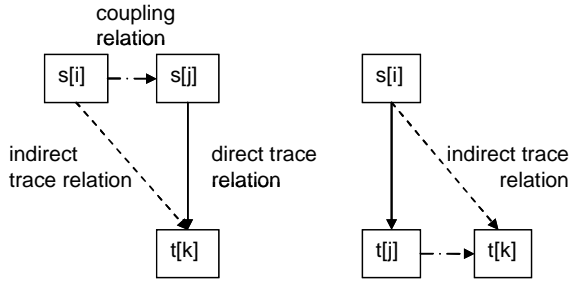 coupling
relation
s[i]
s[j]
s[i]
indirect
trace relation
direct trace
relation
indirect trace
relation
t[k]
t[j]
t[k]